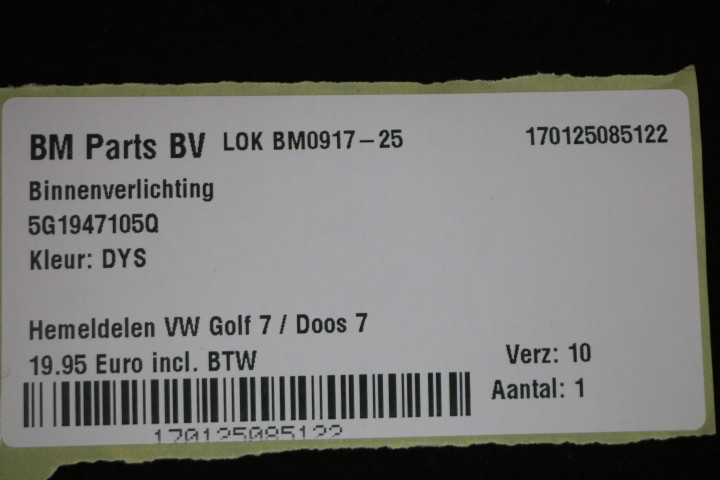 BM Parts BV LOK BM0917-25 170125085122
Binnenverlichting
5G1947105Q
Kleur: DYS
Hemeldelen VW Golf 7 / Doos 7
19.95 Euro incl. BTW
Verz: 10
Aantal: 1
170125085122